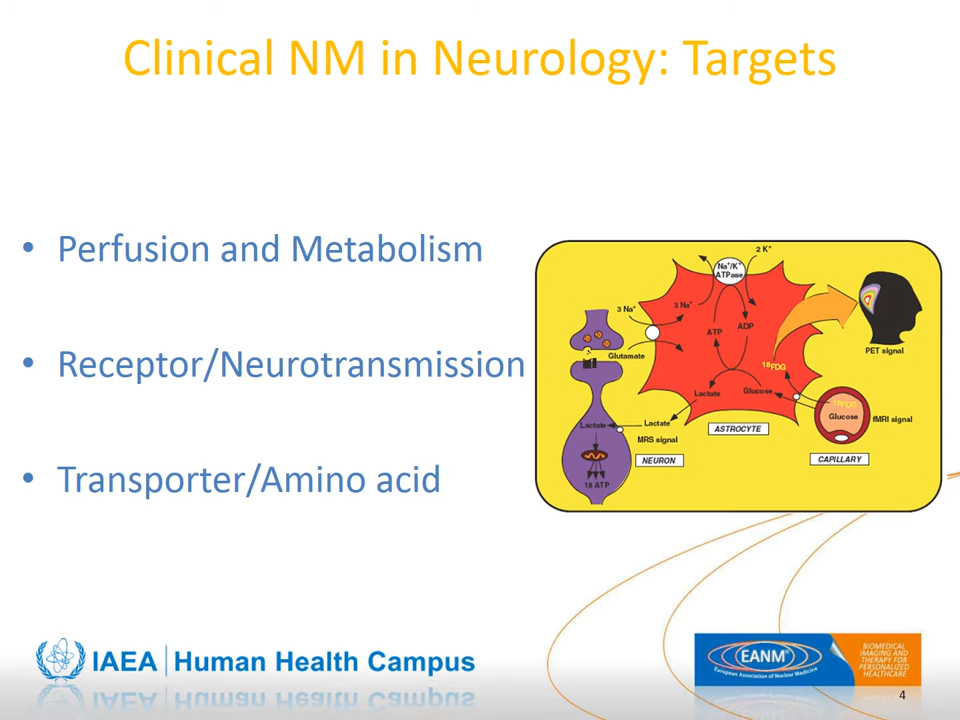 Clinical NM in Neurology: Targets
• Perfusion and Metabolism
• Receptor/Neurotransmission
• Transporter/Amino acid
2 K⁺
Na⁺/K⁺
ATPase
3 Na⁺
3 Na⁺
ATP
ADP
Glutamate
PET signal
¹⁸FDG
Lactate
Glucose
¹⁸FDG
Glucose
fMRI signal
Lactate
Lactate
MRS signal
ASTROCYTE
NEURON
CAPILLARY
18 ATP
IAEA | Human Health Campus
EANM®
European Association of Nuclear Medicine
BIOMEDICAL
IMAGING AND
THERAPY FOR
PERSONALIZED
HEALTHCARE
4